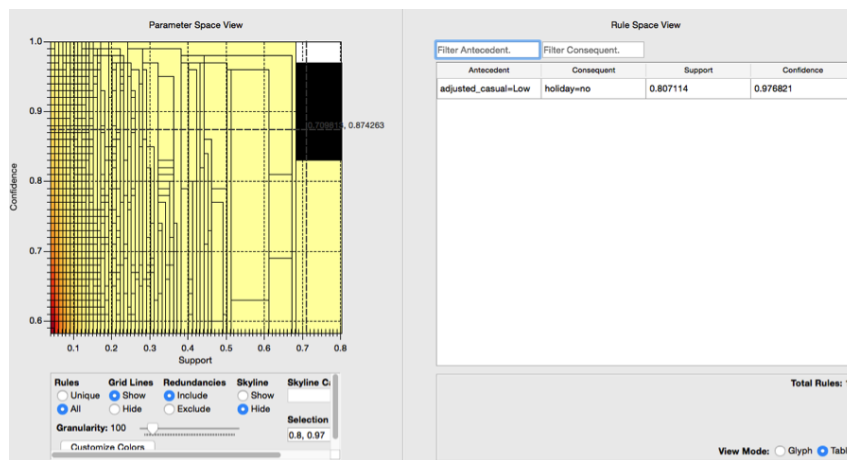 Parameter Space View
1.0
0.9
0.709815, 0.874263
0.8
0.7
0.6
Confidence
0.1 0.2 0.3 0.4 0.5 0.6 0.7 0.8
Support
Rules Grid Lines Redundancies Skyline Skyline
Unique Show Include Show
All Hide Exclude Hide
Selection
Granularity: 100
0.8, 0.97
Customize Colors
Rule Space View
Filter Antecedent. Filter Consequent.
Antecedent Consequent Support Confidence
adjusted_casual=Low holiday=no 0.807114 0.976821
Total Rules:
View Mode: Glyph Tabl